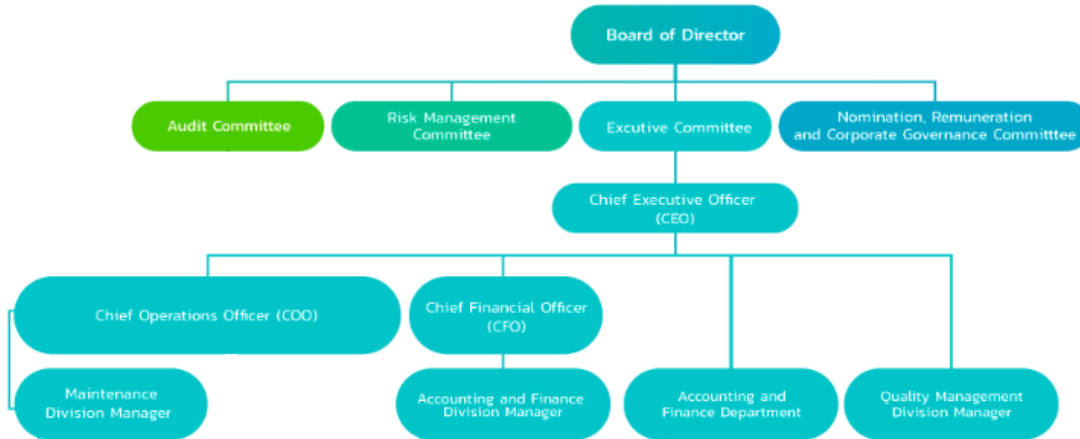 Board of Director
Audit Committee
Risk Management
Committee
Excutive Committee
Nomination, Remuneration
and Corporate Governance Committtee
Chief Executive Officer
(CEO)
Chief Operations Officer (COO)
Chief Financial Officer
(CFO)
Maintenance
Division Manager
Accounting and Finance
Division Manager
Accounting and
Finance Department
Quality Management
Division Manager